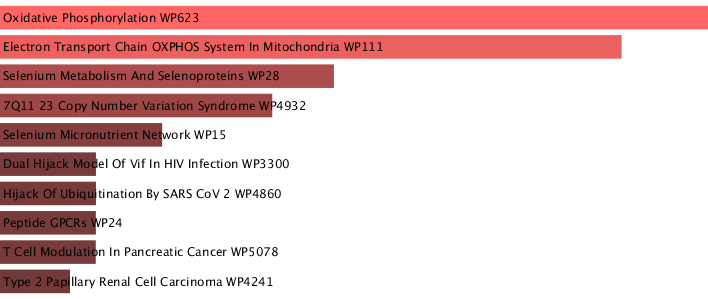 Oxidative Phosphorylation WP623
Electron Transport Chain OXPHOS System In Mitochondria WP111
Selenium Metabolism And Selenoproteins WP28
7Q11 23 Copy Number Variation Syndrome WP4932
Selenium Micronutrient Network WP15
Dual Hijack Model Of Vif In HIV Infection WP3300
Hijack Of Ubiquitination By SARS CoV 2 WP4860
Peptide GPCRs WP24
T Cell Modulation In Pancreatic Cancer WP5078
Type 2 Papillary Renal Cell Carcinoma WP4241